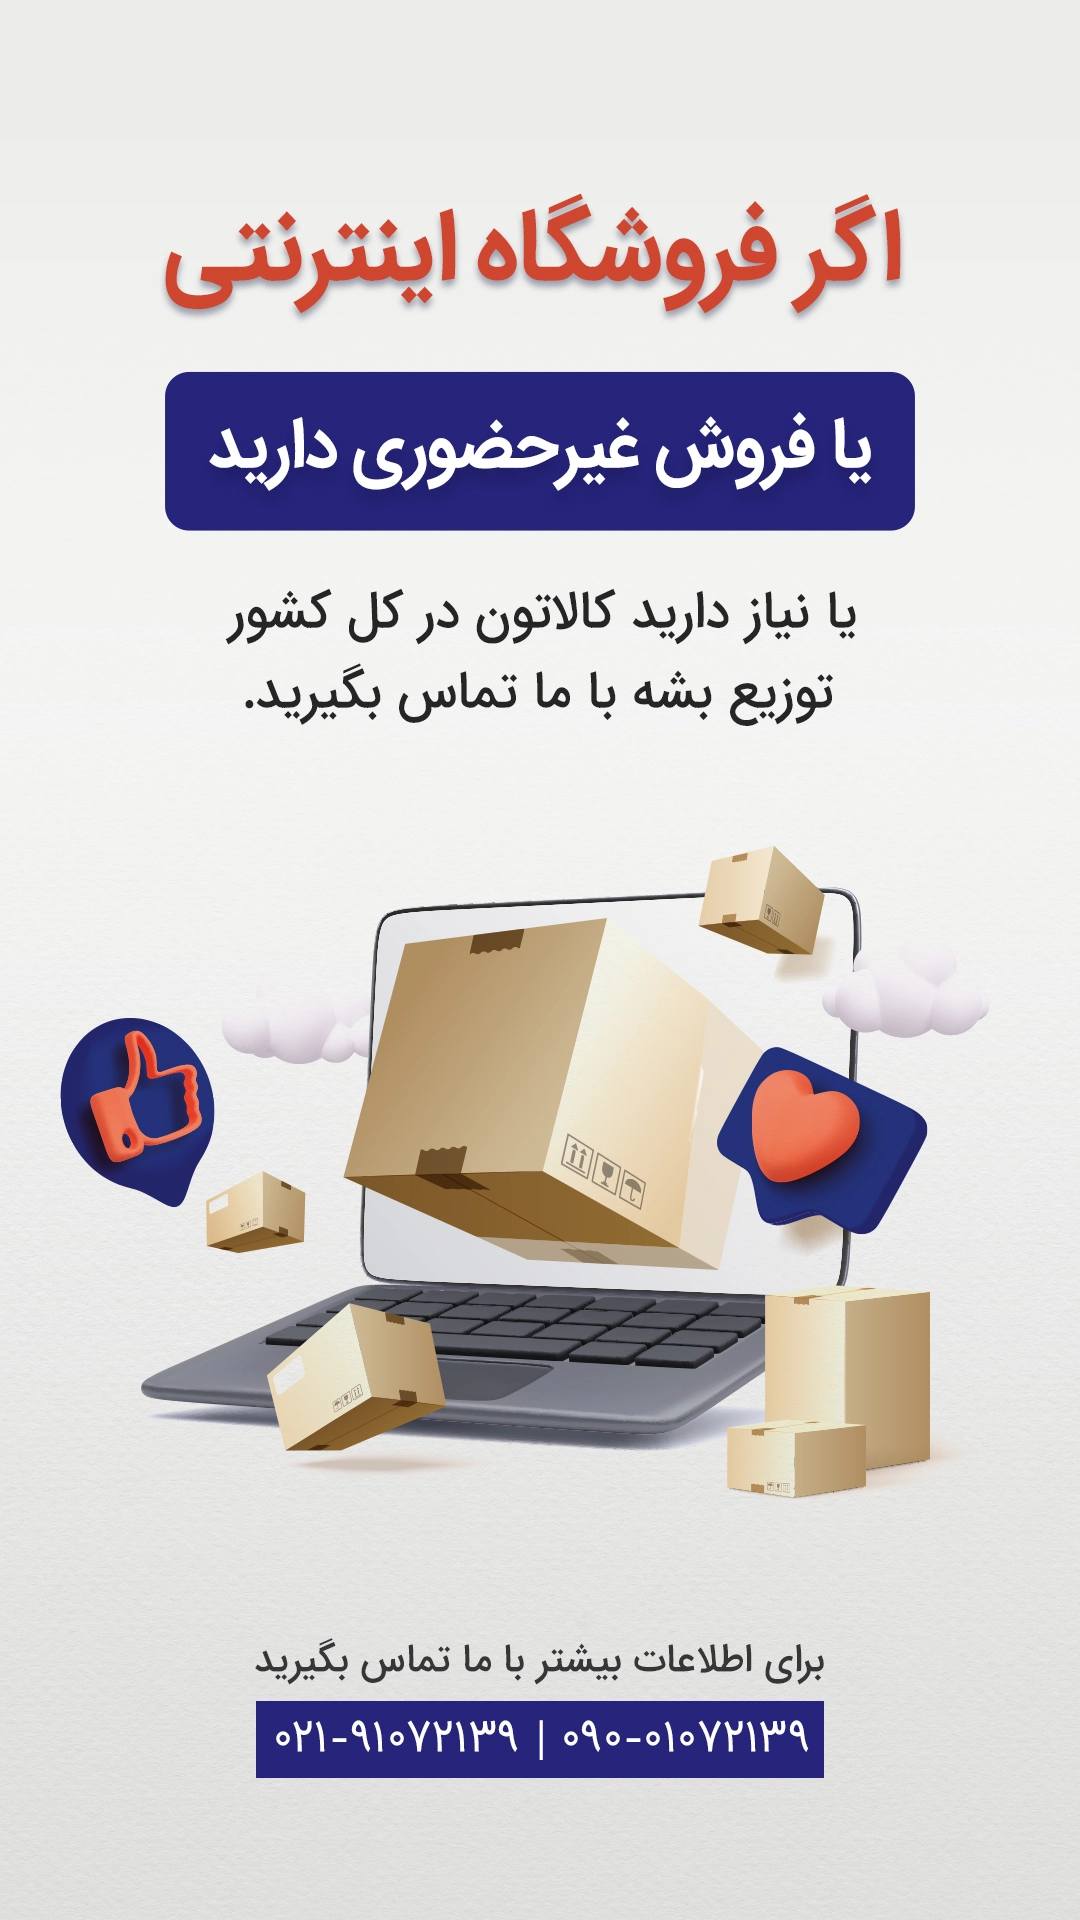 اگر فروشگاه اینترنتی
یا فروش غیرحضوری دارید
یا نیاز دارید کالاتون در کل کشور
توزیع بشه با ما تماس بگیرید.
برای اطلاعات بیشتر با ما تماس بگیرید
۰۲۱-۹۱۰۷۲۱۳۹ | ۰۹۰-۰۱۰۷۲۱۳۹